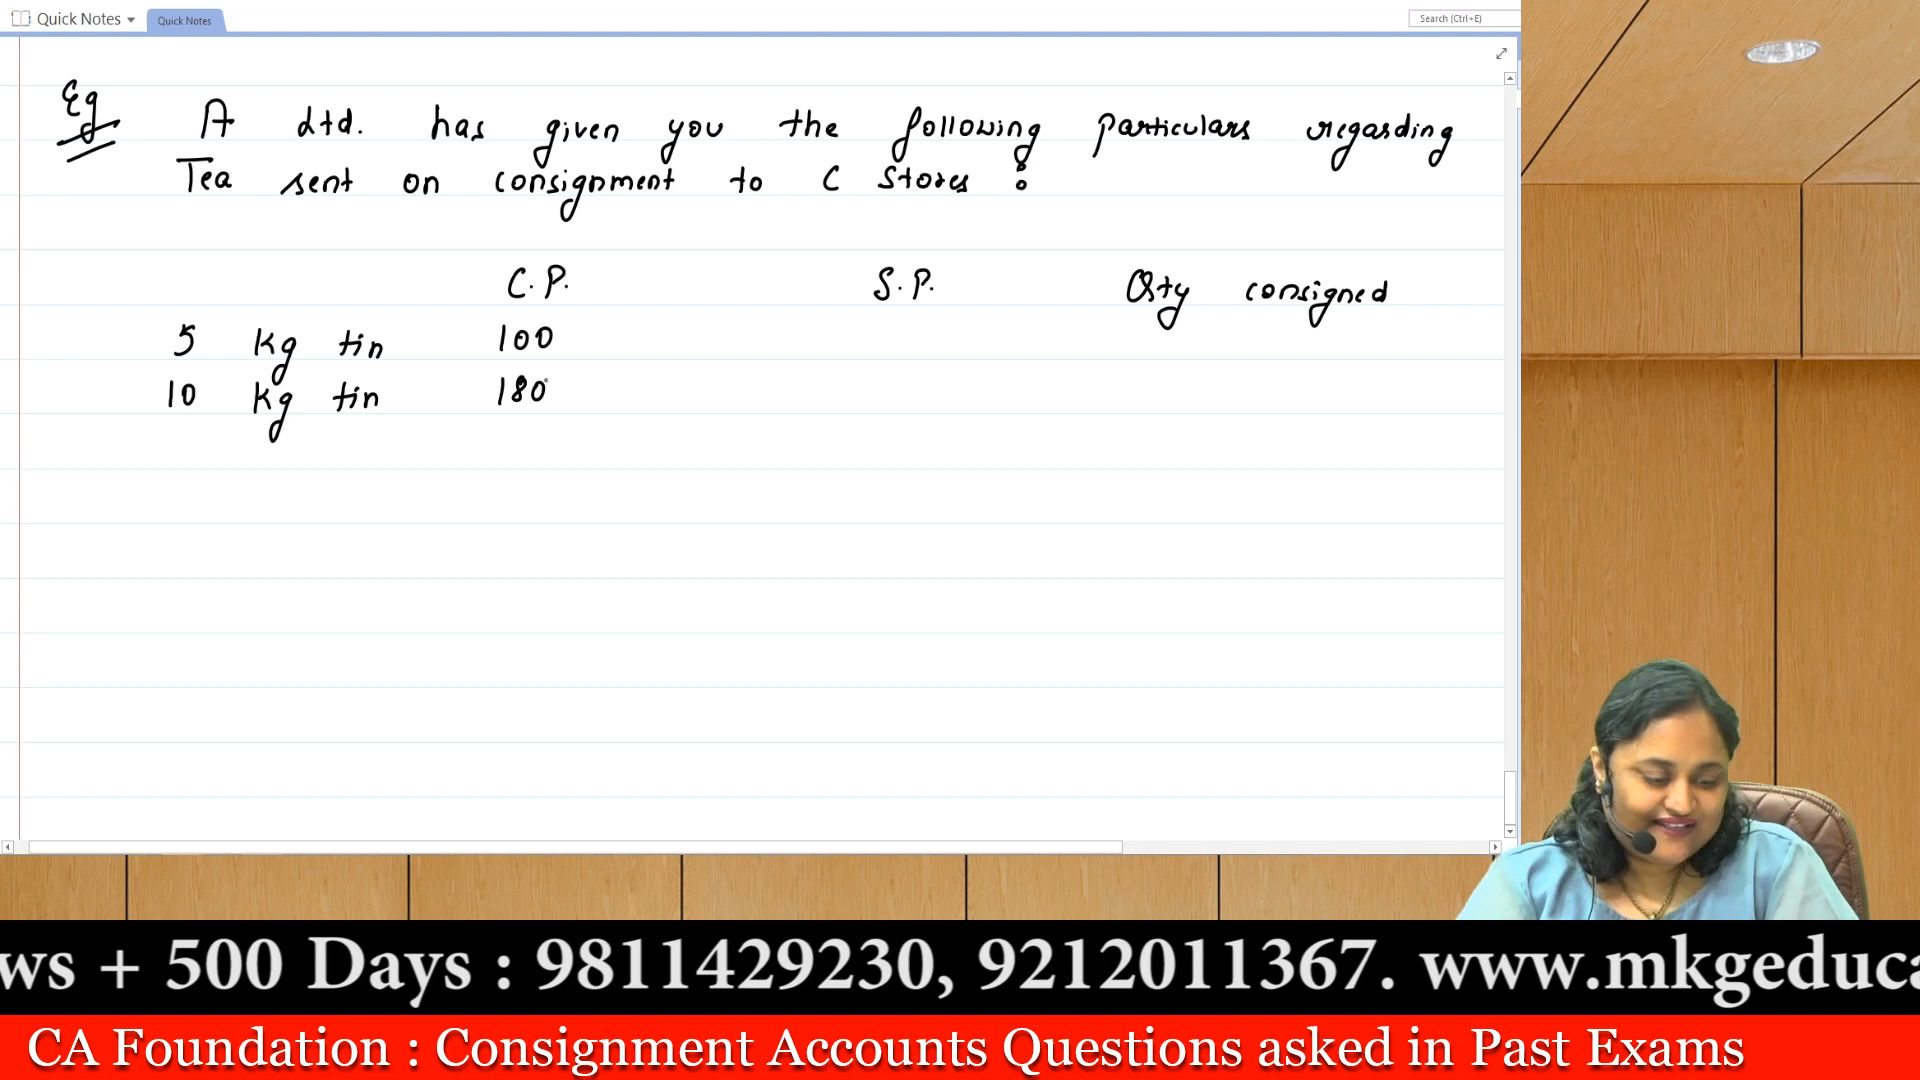 Quick Notes
Quick Notes
Search (Ctrl+E)
Eg A Ltd. has given you the following particulars regarding
Tea sent on consignment to C Stores :
C.P. S.P. Qty consigned
5 kg tin 100
10 kg tin 180
ws + 500 Days : 9811429230, 9212011367. www.mkgeduca
CA Foundation : Consignment Accounts Questions asked in Past Exams